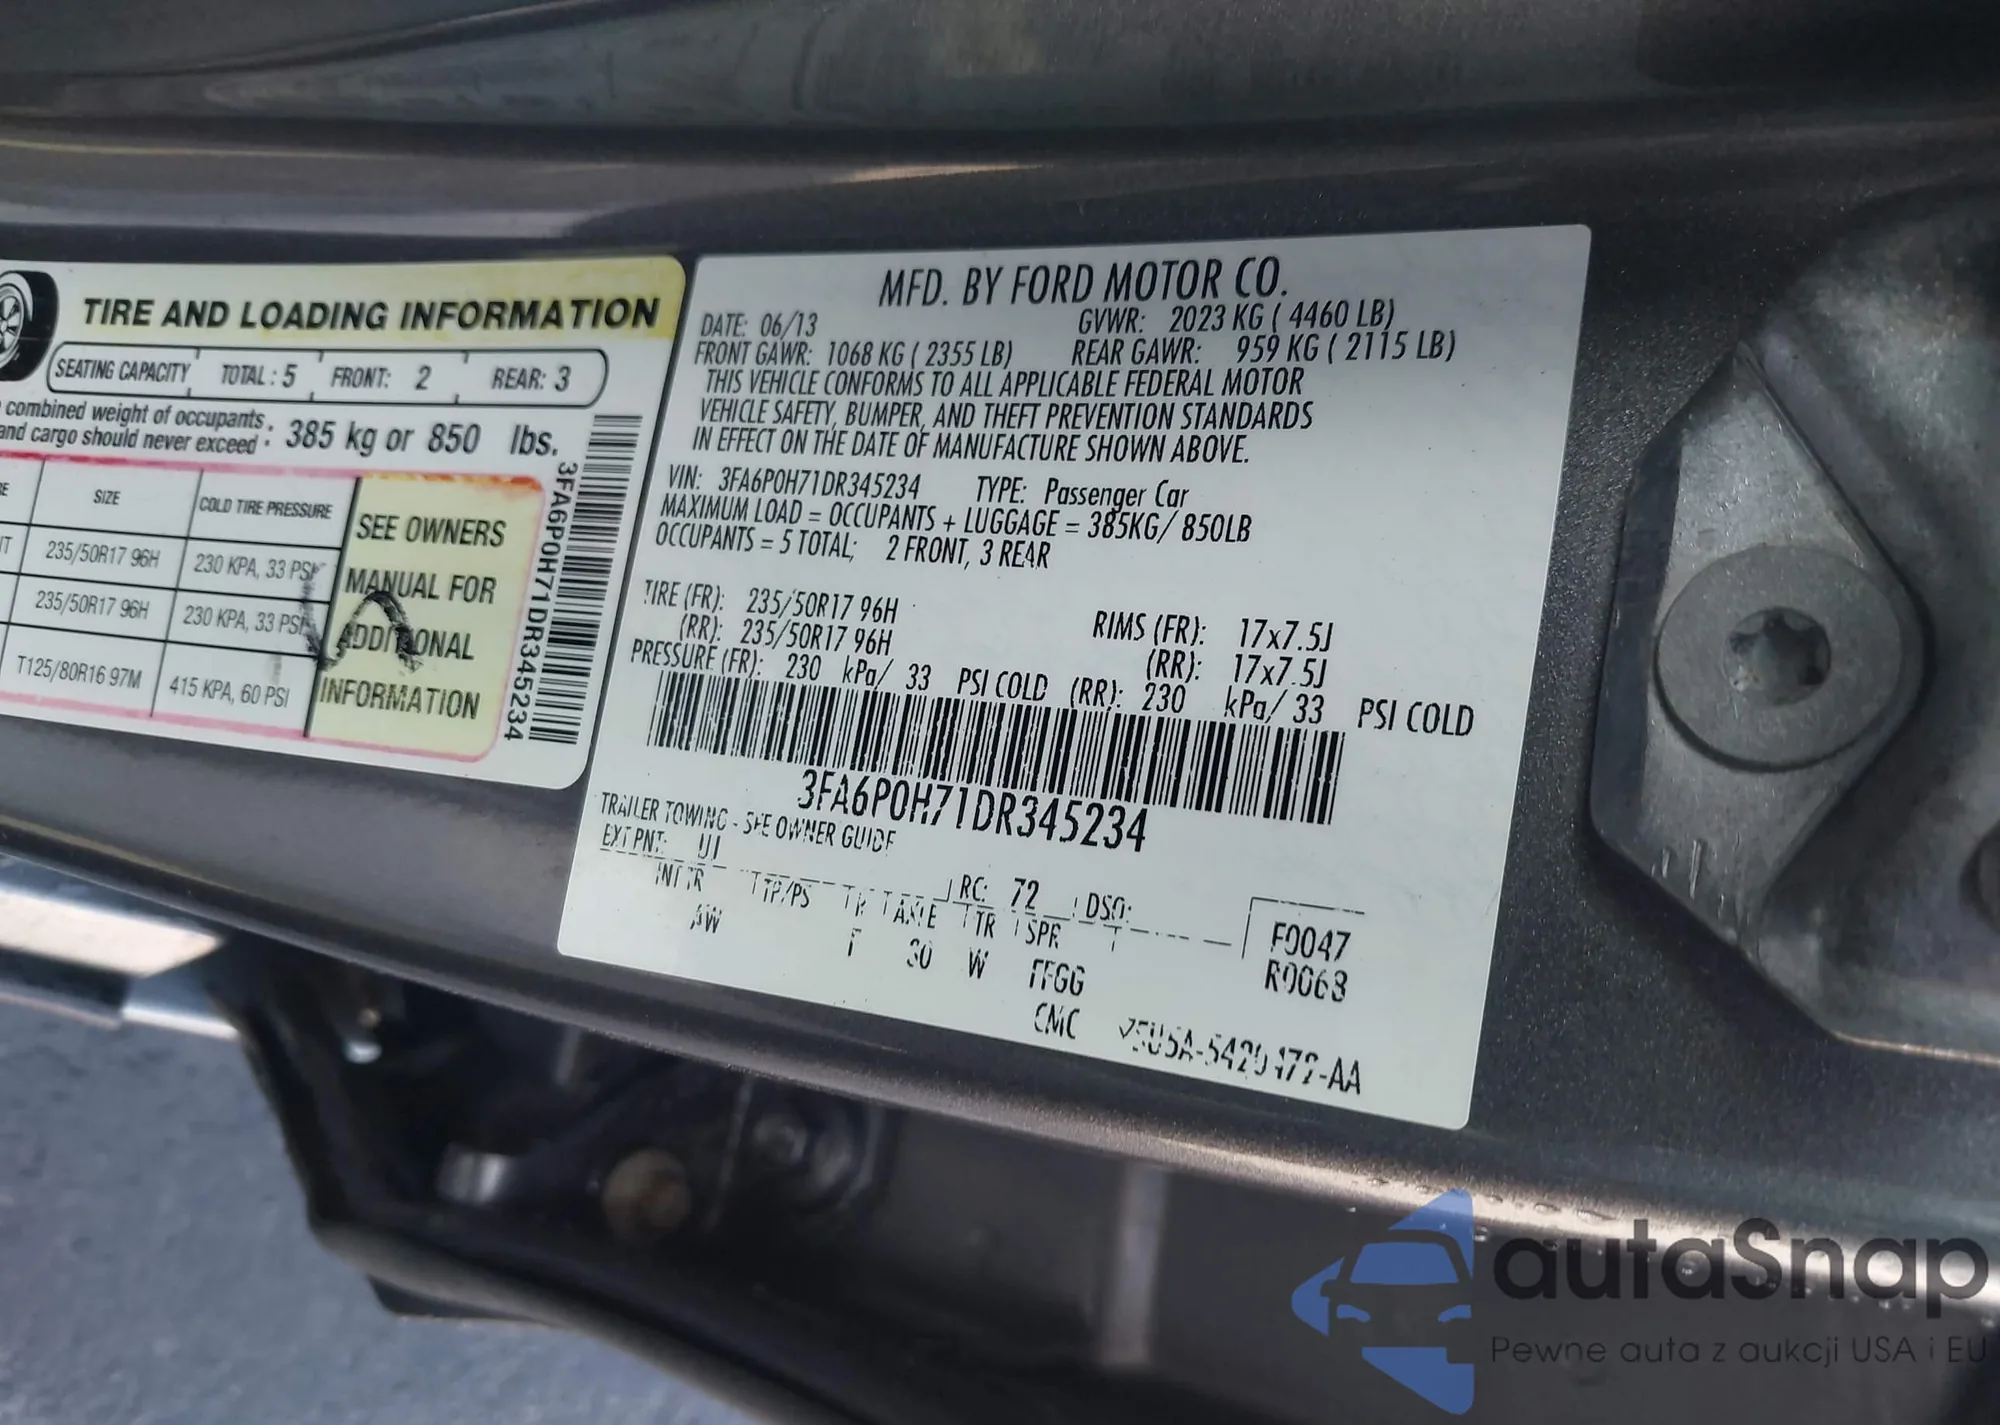 TIRE AND LOADING INFORMATION
SEATING CAPACITY TOTAL : 5 FRONT: 2 REAR: 3
combined weight of occupants
and cargo should never exceed : 385 kg or 850 lbs.
SIZE COLD TIRE PRESSURE
235/50R17 96H 230 KPA, 33 PSI
235/50R17 96H 230 KPA, 33 PSI
T125/80R16 97M 415 KPA, 60 PSI
SEE OWNERS
MANUAL FOR
ADDITIONAL
INFORMATION
3FA6P0H71DR345234
MFD. BY FORD MOTOR CO.
DATE: 06/13 GVWR: 2023 KG ( 4460 LB)
FRONT GAWR: 1068 KG ( 2355 LB) REAR GAWR: 959 KG ( 2115 LB)
THIS VEHICLE CONFORMS TO ALL APPLICABLE FEDERAL MOTOR
VEHICLE SAFETY, BUMPER, AND THEFT PREVENTION STANDARDS
IN EFFECT ON THE DATE OF MANUFACTURE SHOWN ABOVE.
VIN: 3FA6P0H71DR345234 TYPE: Passenger Car
MAXIMUM LOAD = OCCUPANTS + LUGGAGE = 385KG/ 850LB
OCCUPANTS = 5 TOTAL; 2 FRONT, 3 REAR
TIRE (FR): 235/50R17 96H RIMS (FR): 17x7.5J
(RR): 235/50R17 96H (RR): 17x7.5J
PRESSURE (FR): 230 kPa/ 33 PSI COLD (RR): 230 kPa/ 33 PSI COLD
3FA6P0H71DR345234
TRAILER TOWING - SEE OWNER GUIDE
EXT PNT: UJ RC: 72 DSO:
INT TR TP/PS AXLE TR SPR
W
F0047
R0068
autaSnap
Pewne auta z aukcji USA i EU